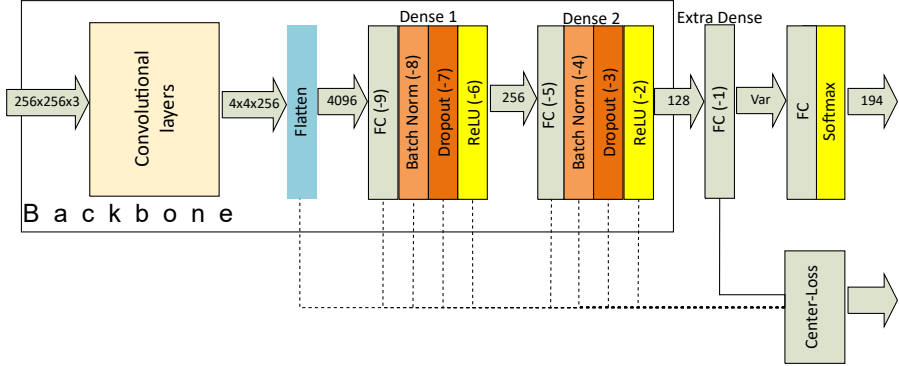 Dense 1
Dense 2
Extra Dense
256x256x3
Convolutional
layers
4x4x256
Flatten
4096
FC (-9)
Batch Norm (-8)
Dropout (-7)
ReLU (-6)
256
FC (-5)
Batch Norm (-4)
Dropout (-3)
ReLU (-2)
128
FC (-1)
Var
FC
Softmax
194
Backbone
Center-Loss